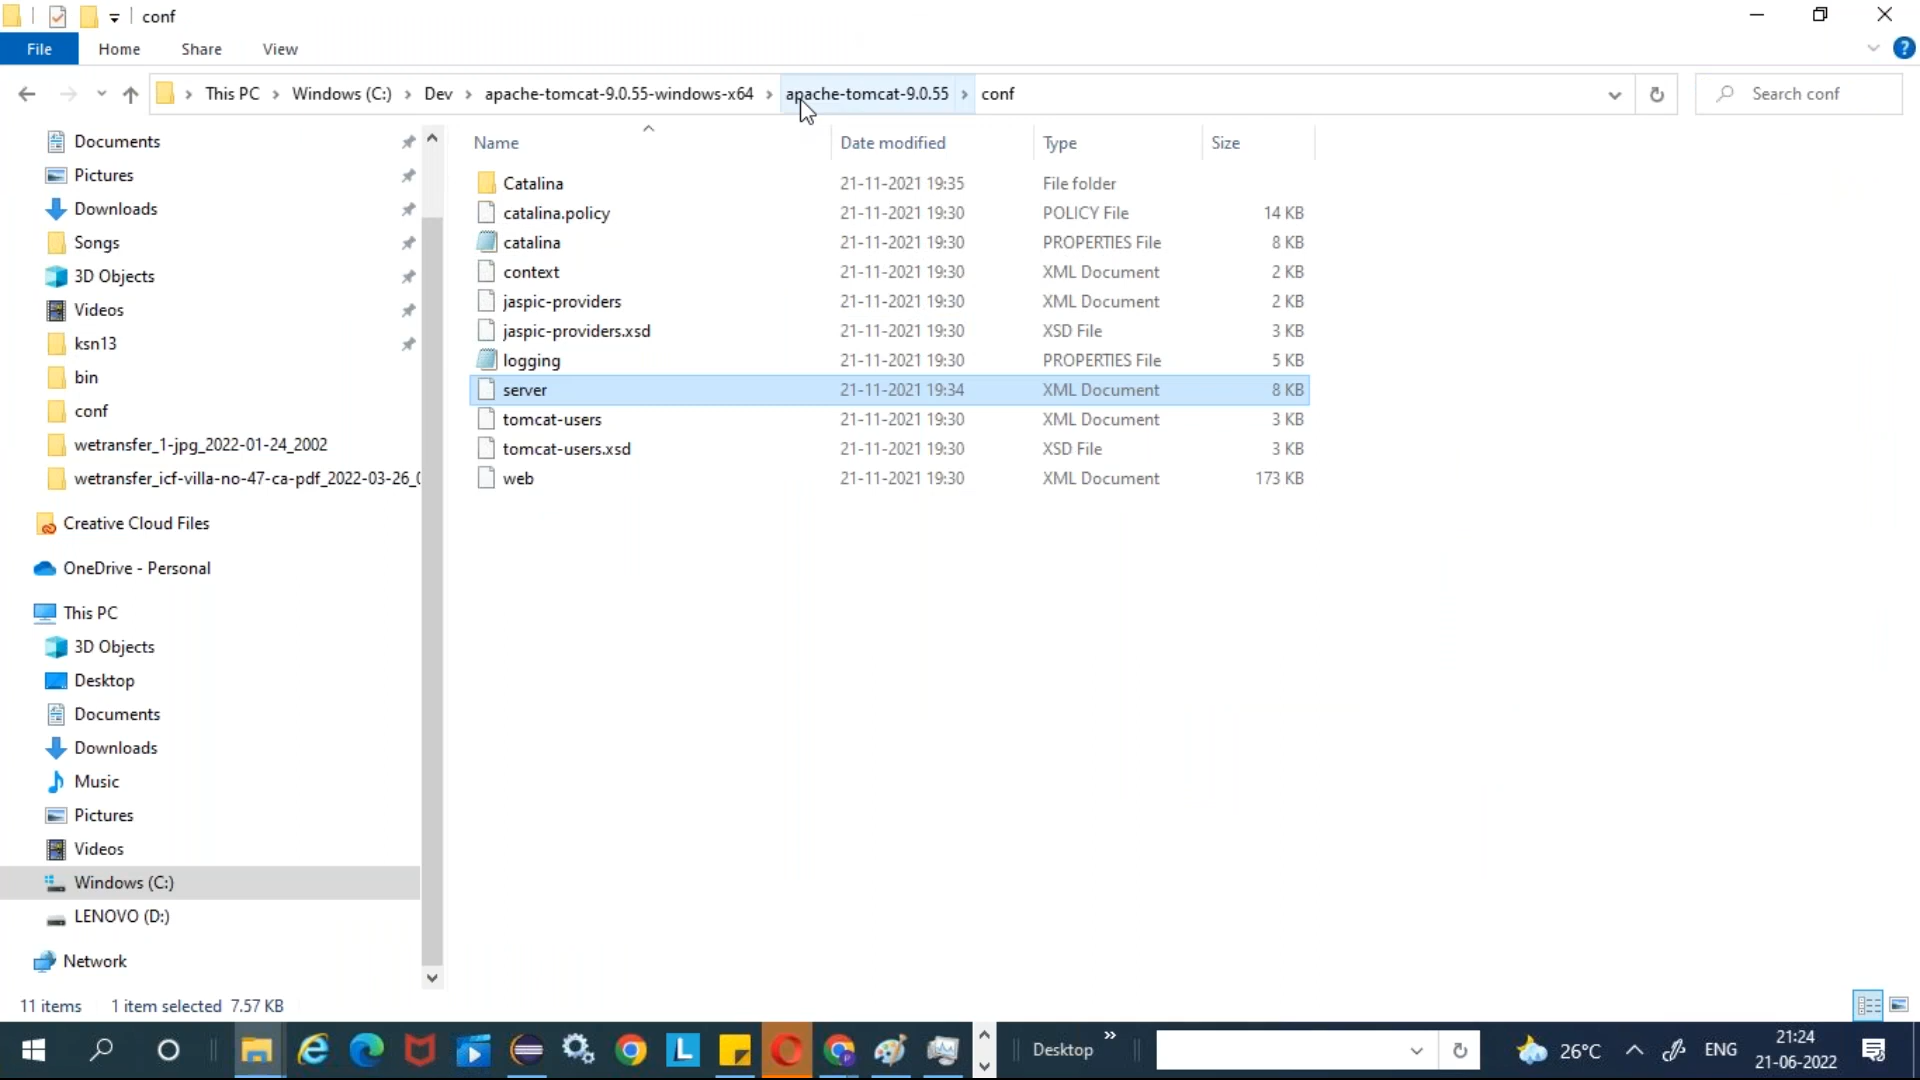 conf
File Home Share View
This PC Windows (C:) Dev apache-tomcat-9.0.55-windows-x64 apache-tomcat-9.0.55 conf
Search conf
Name Date modified Type Size
Catalina 21-11-2021 19:35 File folder
catalina.policy 21-11-2021 19:30 POLICY File 14 KB
catalina 21-11-2021 19:30 PROPERTIES File 8 KB
context 21-11-2021 19:30 XML Document 2 KB
jaspic-providers 21-11-2021 19:30 XML Document 2 KB
jaspic-providers.xsd 21-11-2021 19:30 XSD File 3 KB
logging 21-11-2021 19:30 PROPERTIES File 5 KB
server 21-11-2021 19:34 XML Document 8 KB
tomcat-users 21-11-2021 19:30 XML Document 3 KB
tomcat-users.xsd 21-11-2021 19:30 XSD File 3 KB
web 21-11-2021 19:30 XML Document 173 KB
Documents
Pictures
Downloads
Songs
3D Objects
Videos
ksn13
bin
conf
wetransfer_1-jpg_2022-01-24_2002
wetransfer_icf-villa-no-47-ca-pdf_2022-03-26_0
Creative Cloud Files
OneDrive - Personal
This PC
3D Objects
Desktop
Documents
Downloads
Music
Pictures
Videos
Windows (C:)
LENOVO (D:)
Network
11 items 1 item selected 7.57 KB
Desktop
26°C
ENG
21:24
21-06-2022